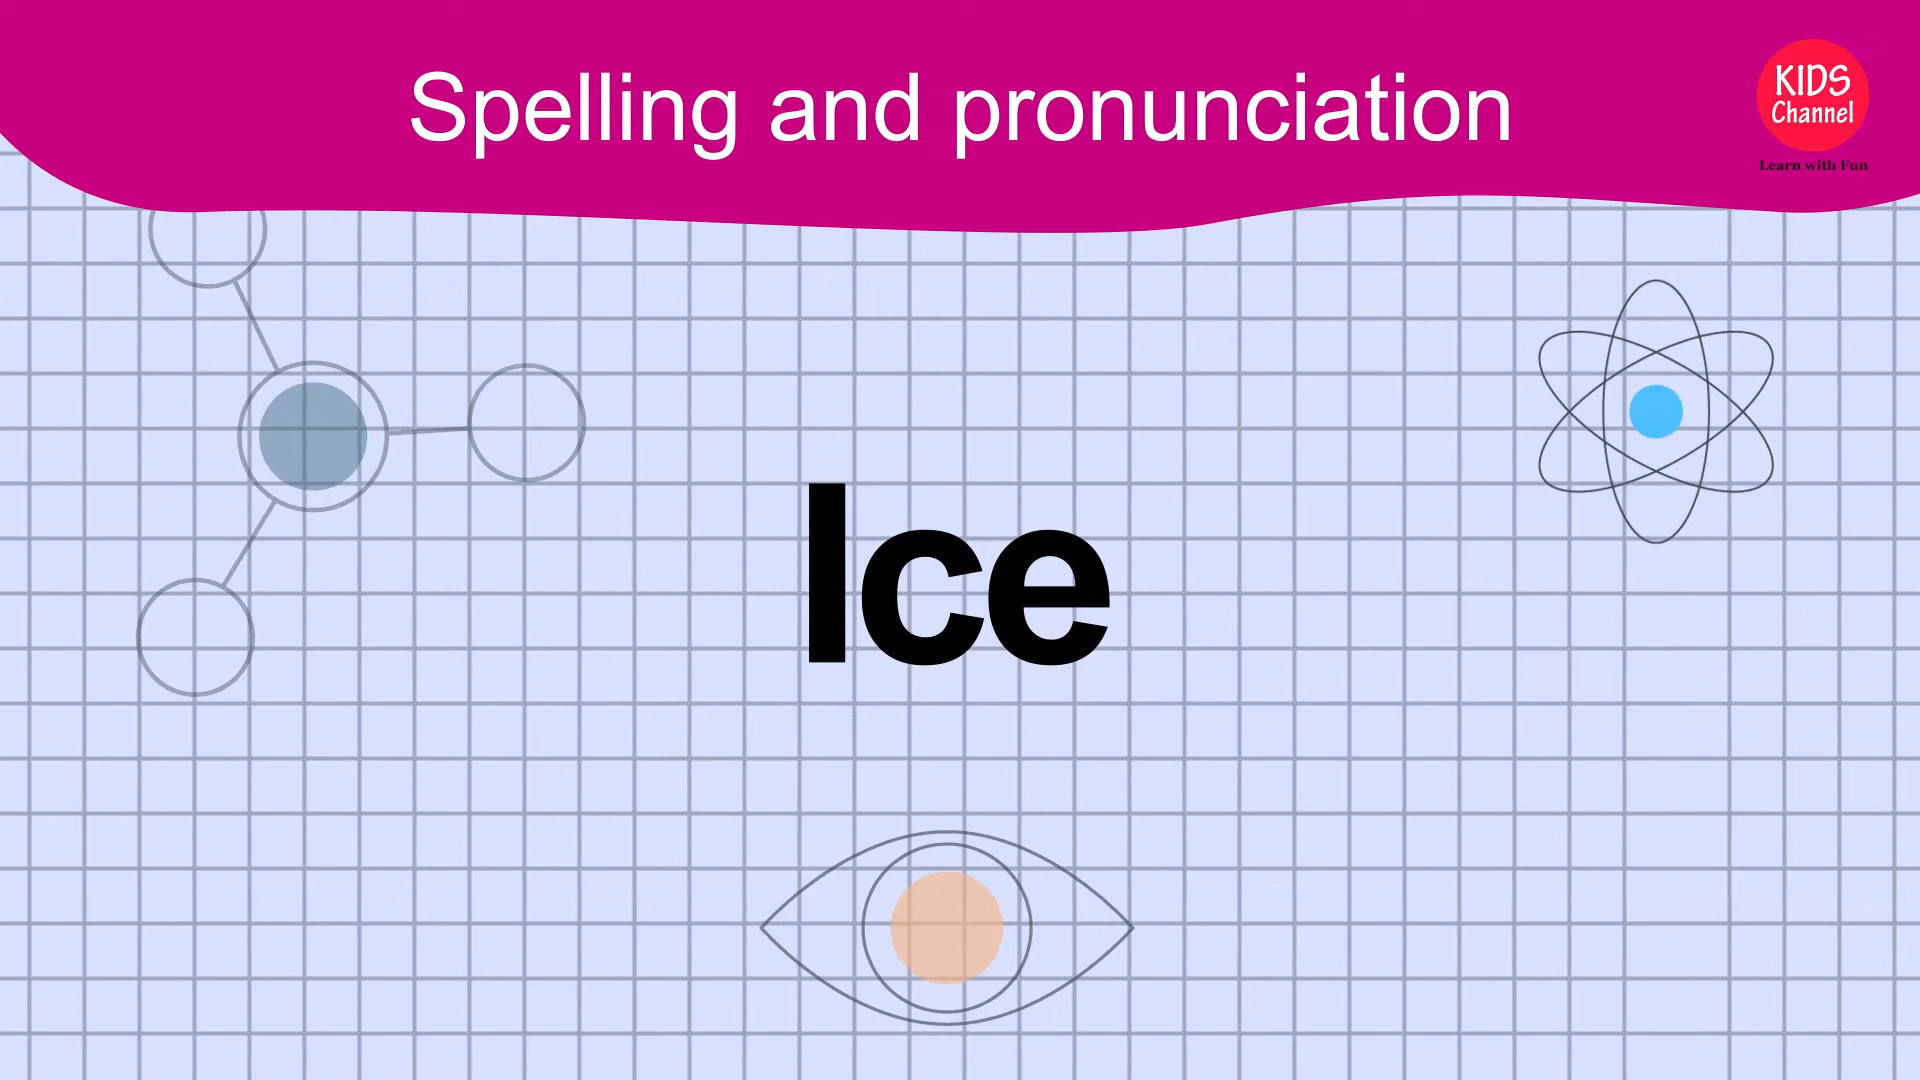 Spelling and pronunciation
KIDS
Channel
Learn with Fun
Ice